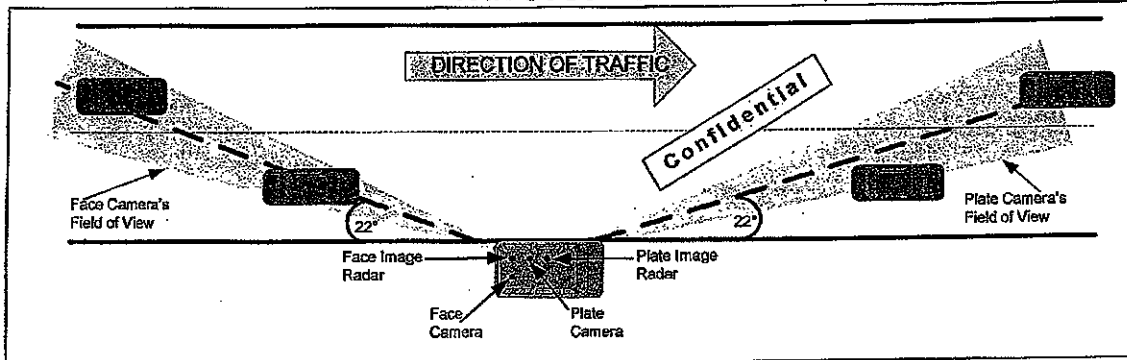 DIRECTION OF TRAFFIC
Confidential
Face Camera's
Field of View
22°
22°
Plate Camera's
Field of View
Face Image
Radar
Plate Image
Radar
Face
Camera
Plate
Camera